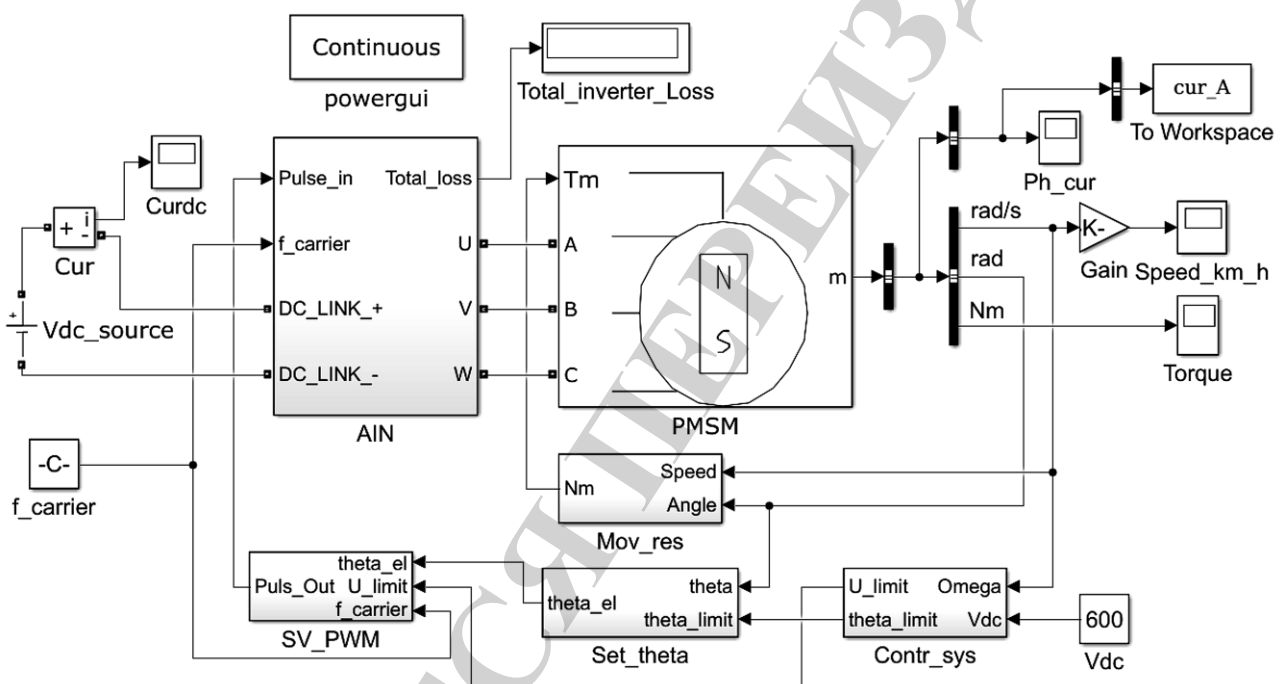 Continuous
powergui
Total_inverter_Loss
cur_A
To Workspace
Ph_cur
Curdc
+ i -
Cur
+
Vdc_source
Pulse_in
Total_loss
f_carrier
U
DC_LINK_+
V
DC_LINK_-
W
AIN
Tm
A
B
C
N
S
m
PMSM
rad/s
rad
Nm
K-
Gain
Speed_km_h
Torque
-C-
f_carrier
Nm
Speed
Angle
Mov_res
theta_el
Puls_Out
U_limit
f_carrier
SV_PWM
theta_el
theta
theta_limit
Set_theta
U_limit
Omega
theta_limit
Vdc
Contr_sys
600
Vdc
ТСЯ ПЕРЕИЗД